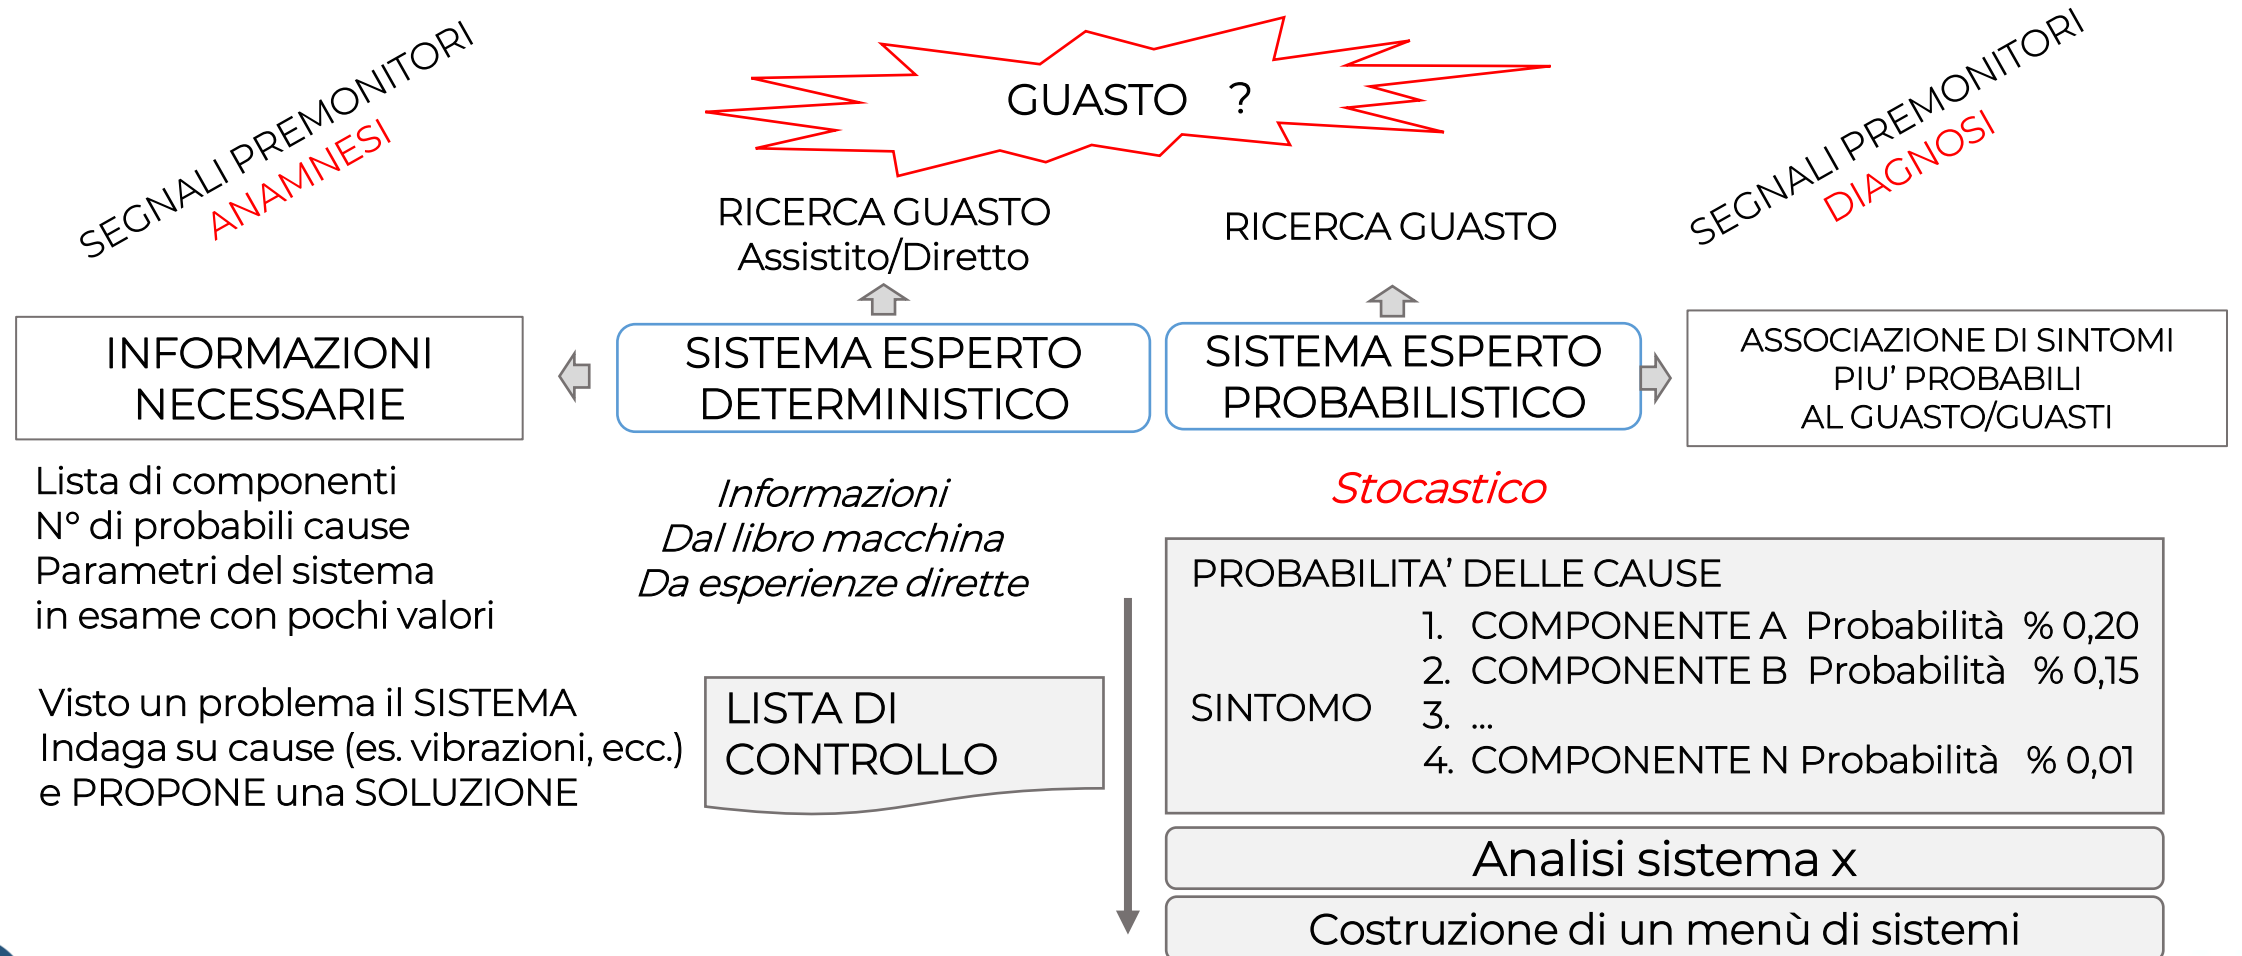 SEGNALI PREMONITORI
ANAMNESI
GUASTO ?
SEGNALI PREMONITORI
DIAGNOSI
RICERCA GUASTO
Assistito/Diretto
RICERCA GUASTO
INFORMAZIONI
NECESSARIE
SISTEMA ESPERTO
DETERMINISTICO
SISTEMA ESPERTO
PROBABILISTICO
ASSOCIAZIONE DI SINTOMI
PIU' PROBABILI
AL GUASTO/GUASTI
Lista di componenti
N° di probabili cause
Parametri del sistema
in esame con pochi valori
Visto un problema il SISTEMA
Indaga su cause (es. vibrazioni, ecc.)
e PROPONE una SOLUZIONE
Informazioni
Dal libro macchina
Da esperienze dirette
LISTA DI
CONTROLLO
Stocastico
PROBABILITA' DELLE CAUSE
1. COMPONENTE A Probabilità % 0,20
2. COMPONENTE B Probabilità % 0,15
SINTOMO
3. ...
4. COMPONENTE N Probabilità % 0,01
Analisi sistema x
Costruzione di un menù di sistemi